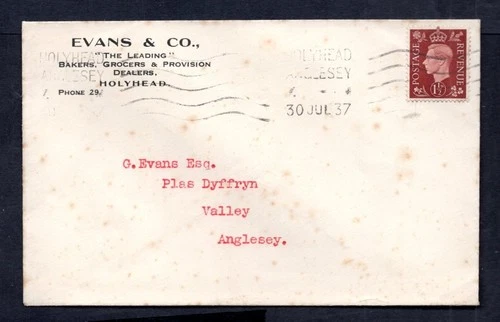 EVANS & CO.,
"THE LEADING"
BAKERS, GROCERS & PROVISION
DEALERS,
HOLYHEAD.
PHONE 29.
HOLYHEAD
ANGLESEY
HOLYHEAD
ANGLESEY
30 JUL 37
POSTAGE
REVENUE
1½D
G.Evans Esq.
Plas Dyffryn
Valley
Anglesey.